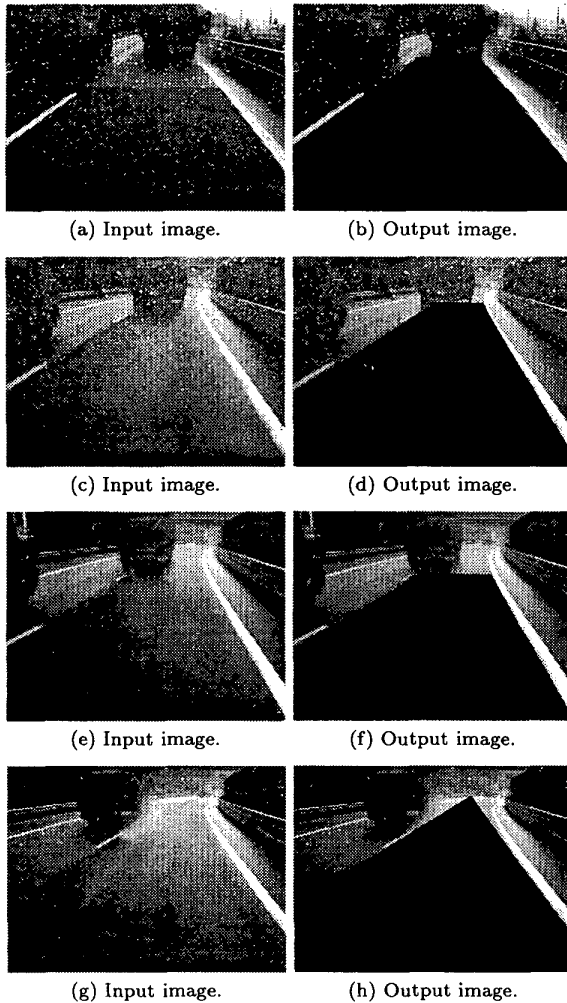 (a) Input image. (b) Output image.
(c) Input image. (d) Output image.
(e) Input image. (f) Output image.
(g) Input image. (h) Output image.